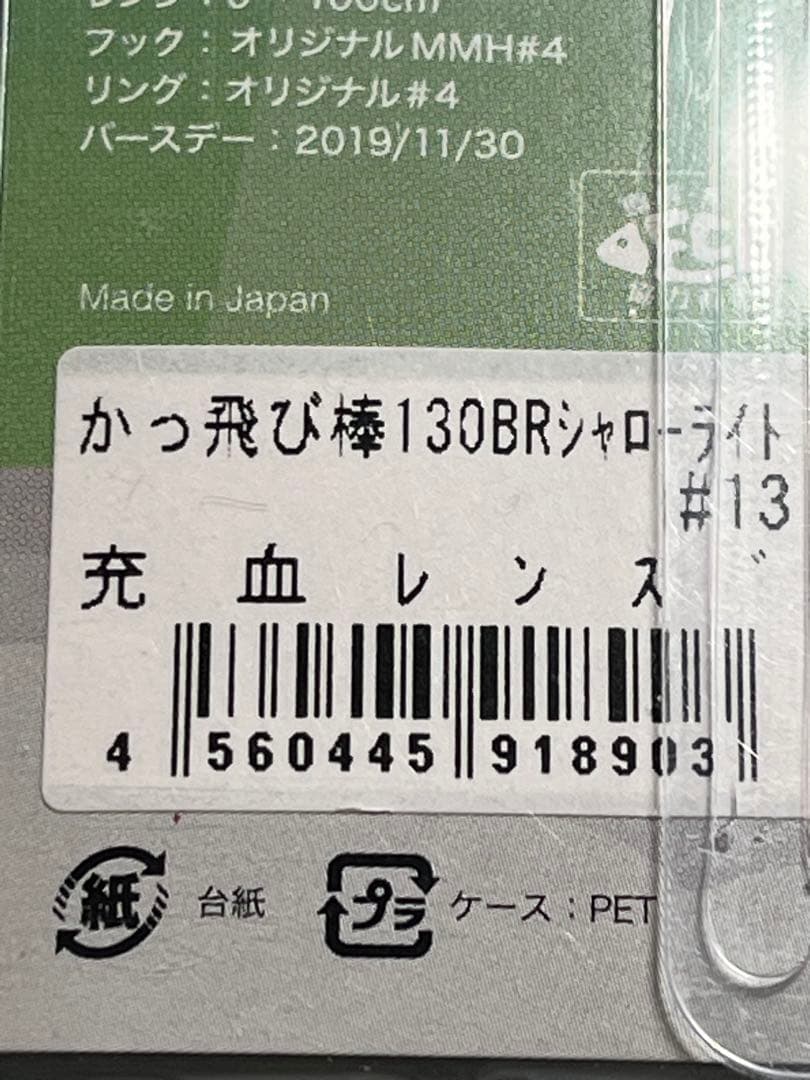 フック：オリジナルMMH#4
リング：オリジナル#4
バースデー：2019/11/30
Made in Japan
かっ飛び棒130BRシャローライト
#13
充血レンズ
4 560445 918903
紙 台紙 プラ ケース：PET